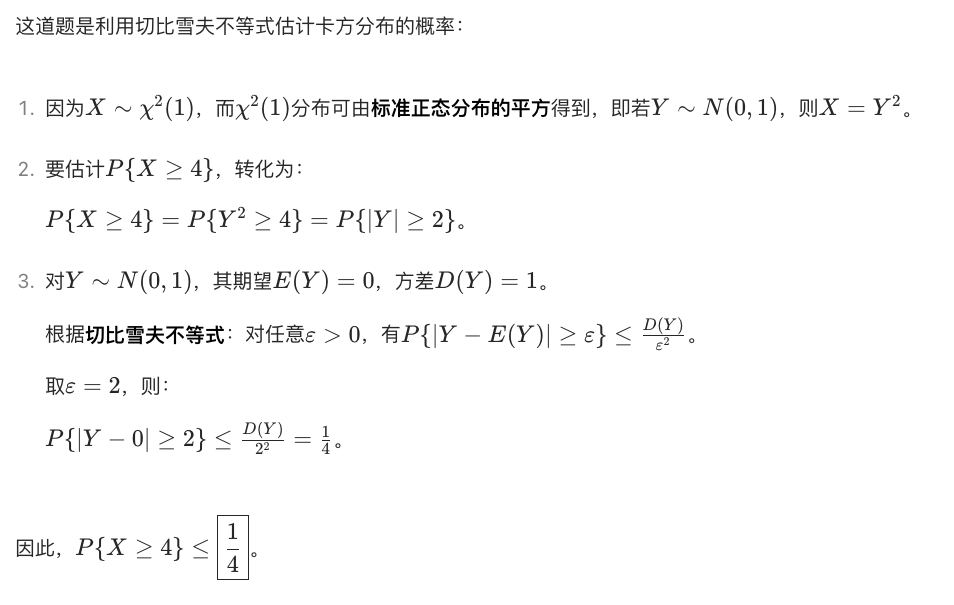 这道题是利用切比雪夫不等式估计卡方分布的概率：
1. 因为$X \sim \chi^2(1)$，而$\chi^2(1)$分布可由标准正态分布的平方得到，即若$Y \sim N(0,1)$，则$X = Y^2$。
2. 要估计$P\{X \geq 4\}$，转化为：
$P\{X \geq 4\} = P\{Y^2 \geq 4\} = P\{|Y| \geq 2\}$。
3. 对$Y \sim N(0,1)$，其期望$E(Y) = 0$，方差$D(Y) = 1$。
根据切比雪夫不等式：对任意$\varepsilon > 0$，有$P\{|Y - E(Y)| \geq \varepsilon\} \leq \frac{D(Y)}{\varepsilon^2}$。
取$\varepsilon = 2$，则：
$P\{|Y - 0| \geq 2\} \leq \frac{D(Y)}{2^2} = \frac{1}{4}$。
因此，$P\{X \geq 4\} \leq \boxed{\frac{1}{4}}$。